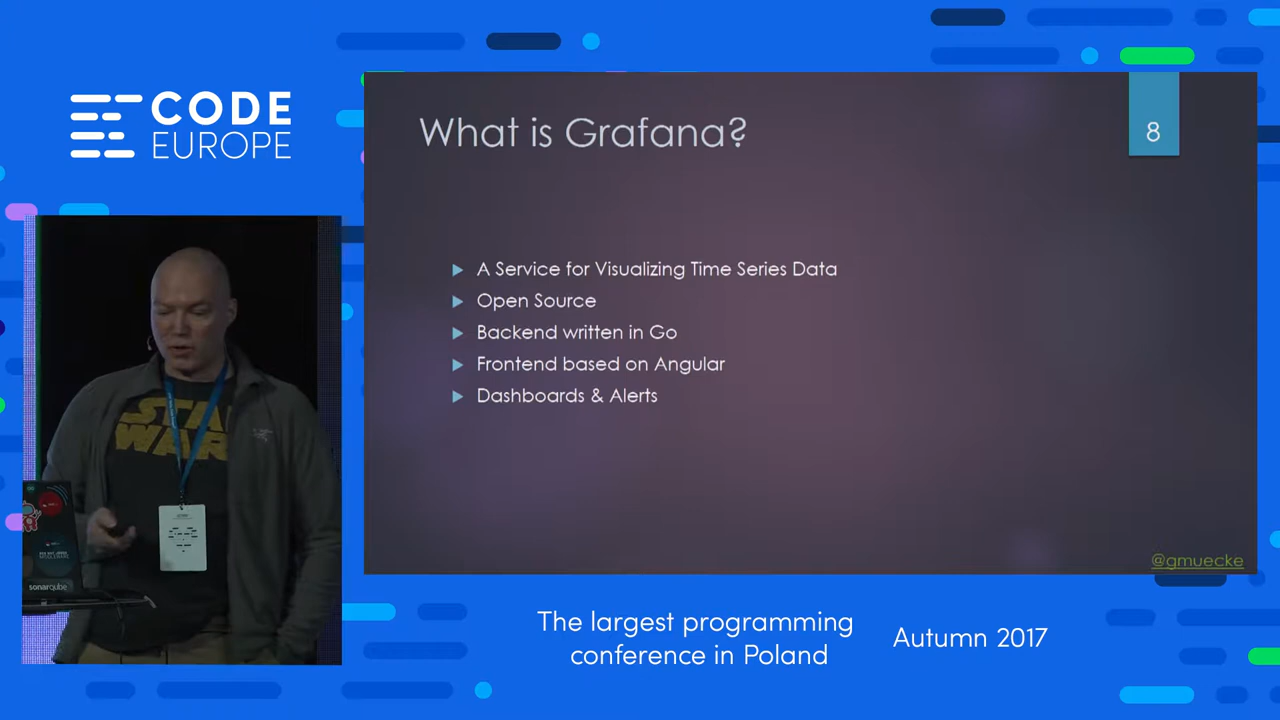 CODE
EUROPE
What is Grafana?
8
A Service for Visualizing Time Series Data
Open Source
Backend written in Go
Frontend based on Angular
Dashboards & Alerts
@gmuecke
STAR
WAR
sonarqube
The largest programming
conference in Poland
Autumn 2017